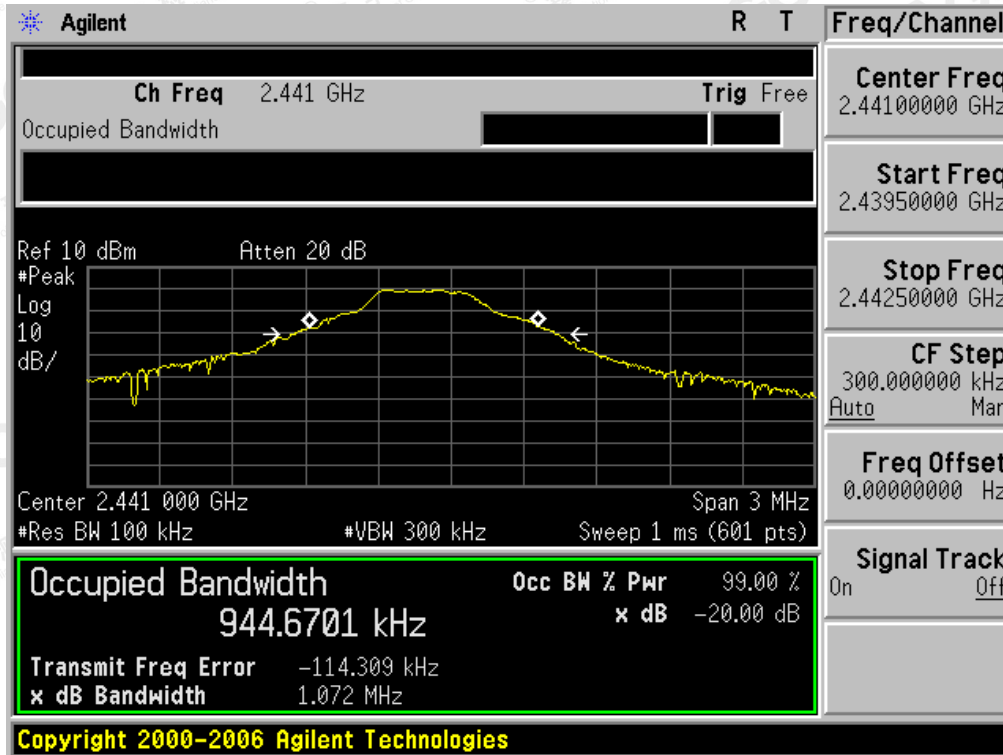 Agilent R T Freq/Channel
Ch Freq 2.441 GHz Trig Free
Occupied Bandwidth
Center Freq
2.44100000 GHz
Start Freq
2.43950000 GHz
Stop Freq
2.44250000 GHz
CF Step
300.000000 kHz
Auto Man
Freq Offset
0.00000000 Hz
Signal Track
On Off
Ref 10 dBm Atten 20 dB
#Peak
Log
10
dB/
Center 2.441 000 GHz Span 3 MHz
#Res BW 100 kHz #VBW 300 kHz Sweep 1 ms (601 pts)
Occupied Bandwidth Occ BW % Pwr 99.00 %
944.6701 kHz x dB -20.00 dB
Transmit Freq Error -114.309 kHz
x dB Bandwidth 1.072 MHz
Copyright 2000-2006 Agilent Technologies